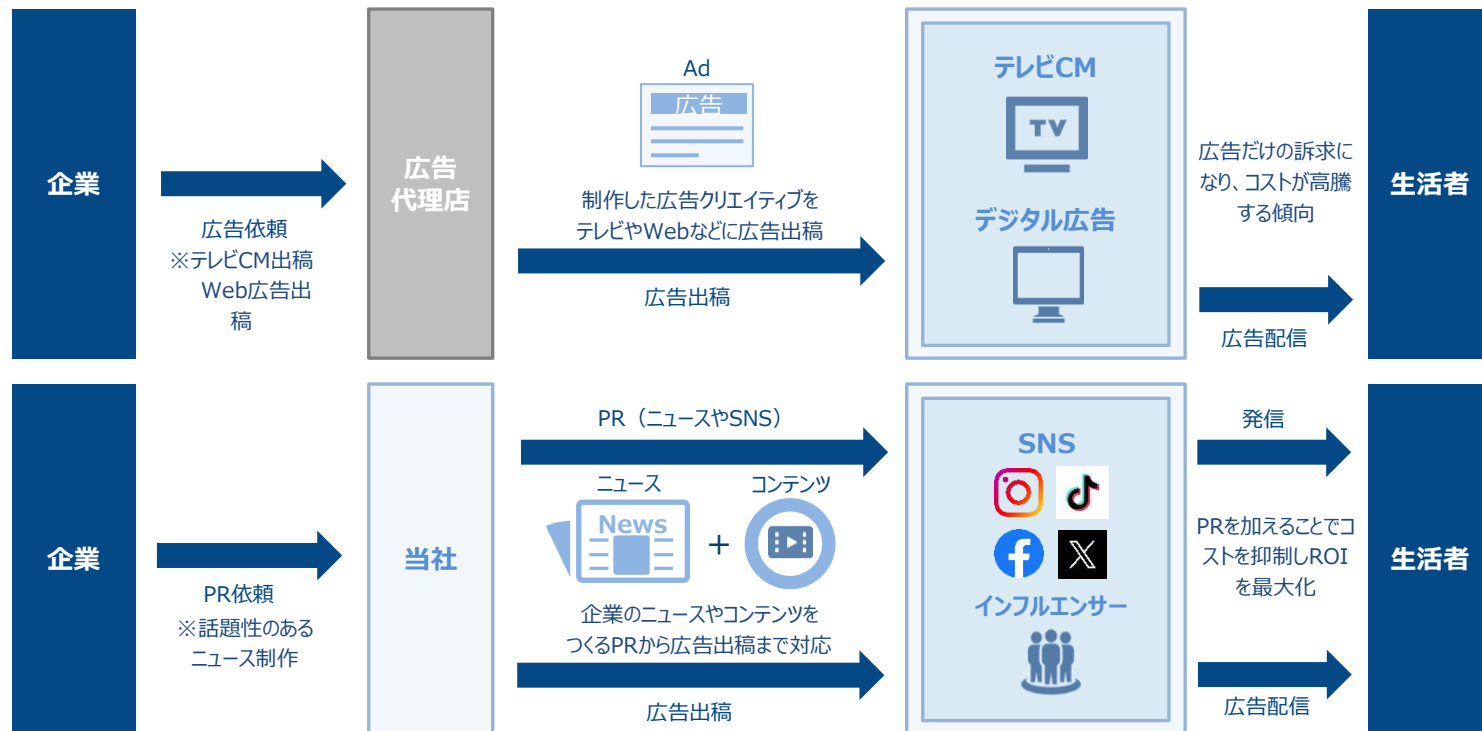 企業
広告依頼
※テレビCM出稿
Web広告出
稿
広告
代理店
Ad
広告
制作した広告クリエイティブを
テレビやWebなどに広告出稿
広告出稿
テレビCM
TV
デジタル広告
広告だけの訴求に
なり、コストが高騰
する傾向
広告配信
生活者
企業
PR依頼
※話題性のある
ニュース制作
当社
PR（ニュースやSNS）
ニュース
コンテンツ
News
+
企業のニュースやコンテンツを
つくるPRから広告出稿まで対応
広告出稿
SNS
インフルエンサー
発信
PRを加えることでコ
ストを抑制しROI
を最大化
広告配信
生活者